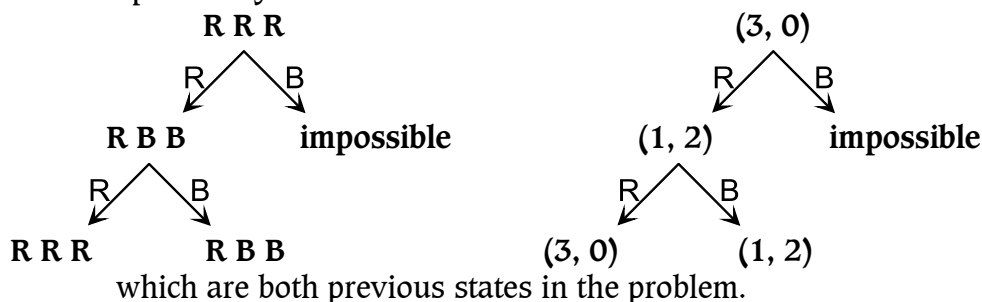 R R R (3, 0)
R B R B
R B B impossible (1, 2) impossible
R B R B
R R R R B B (3, 0) (1, 2)
which are both previous states in the problem.